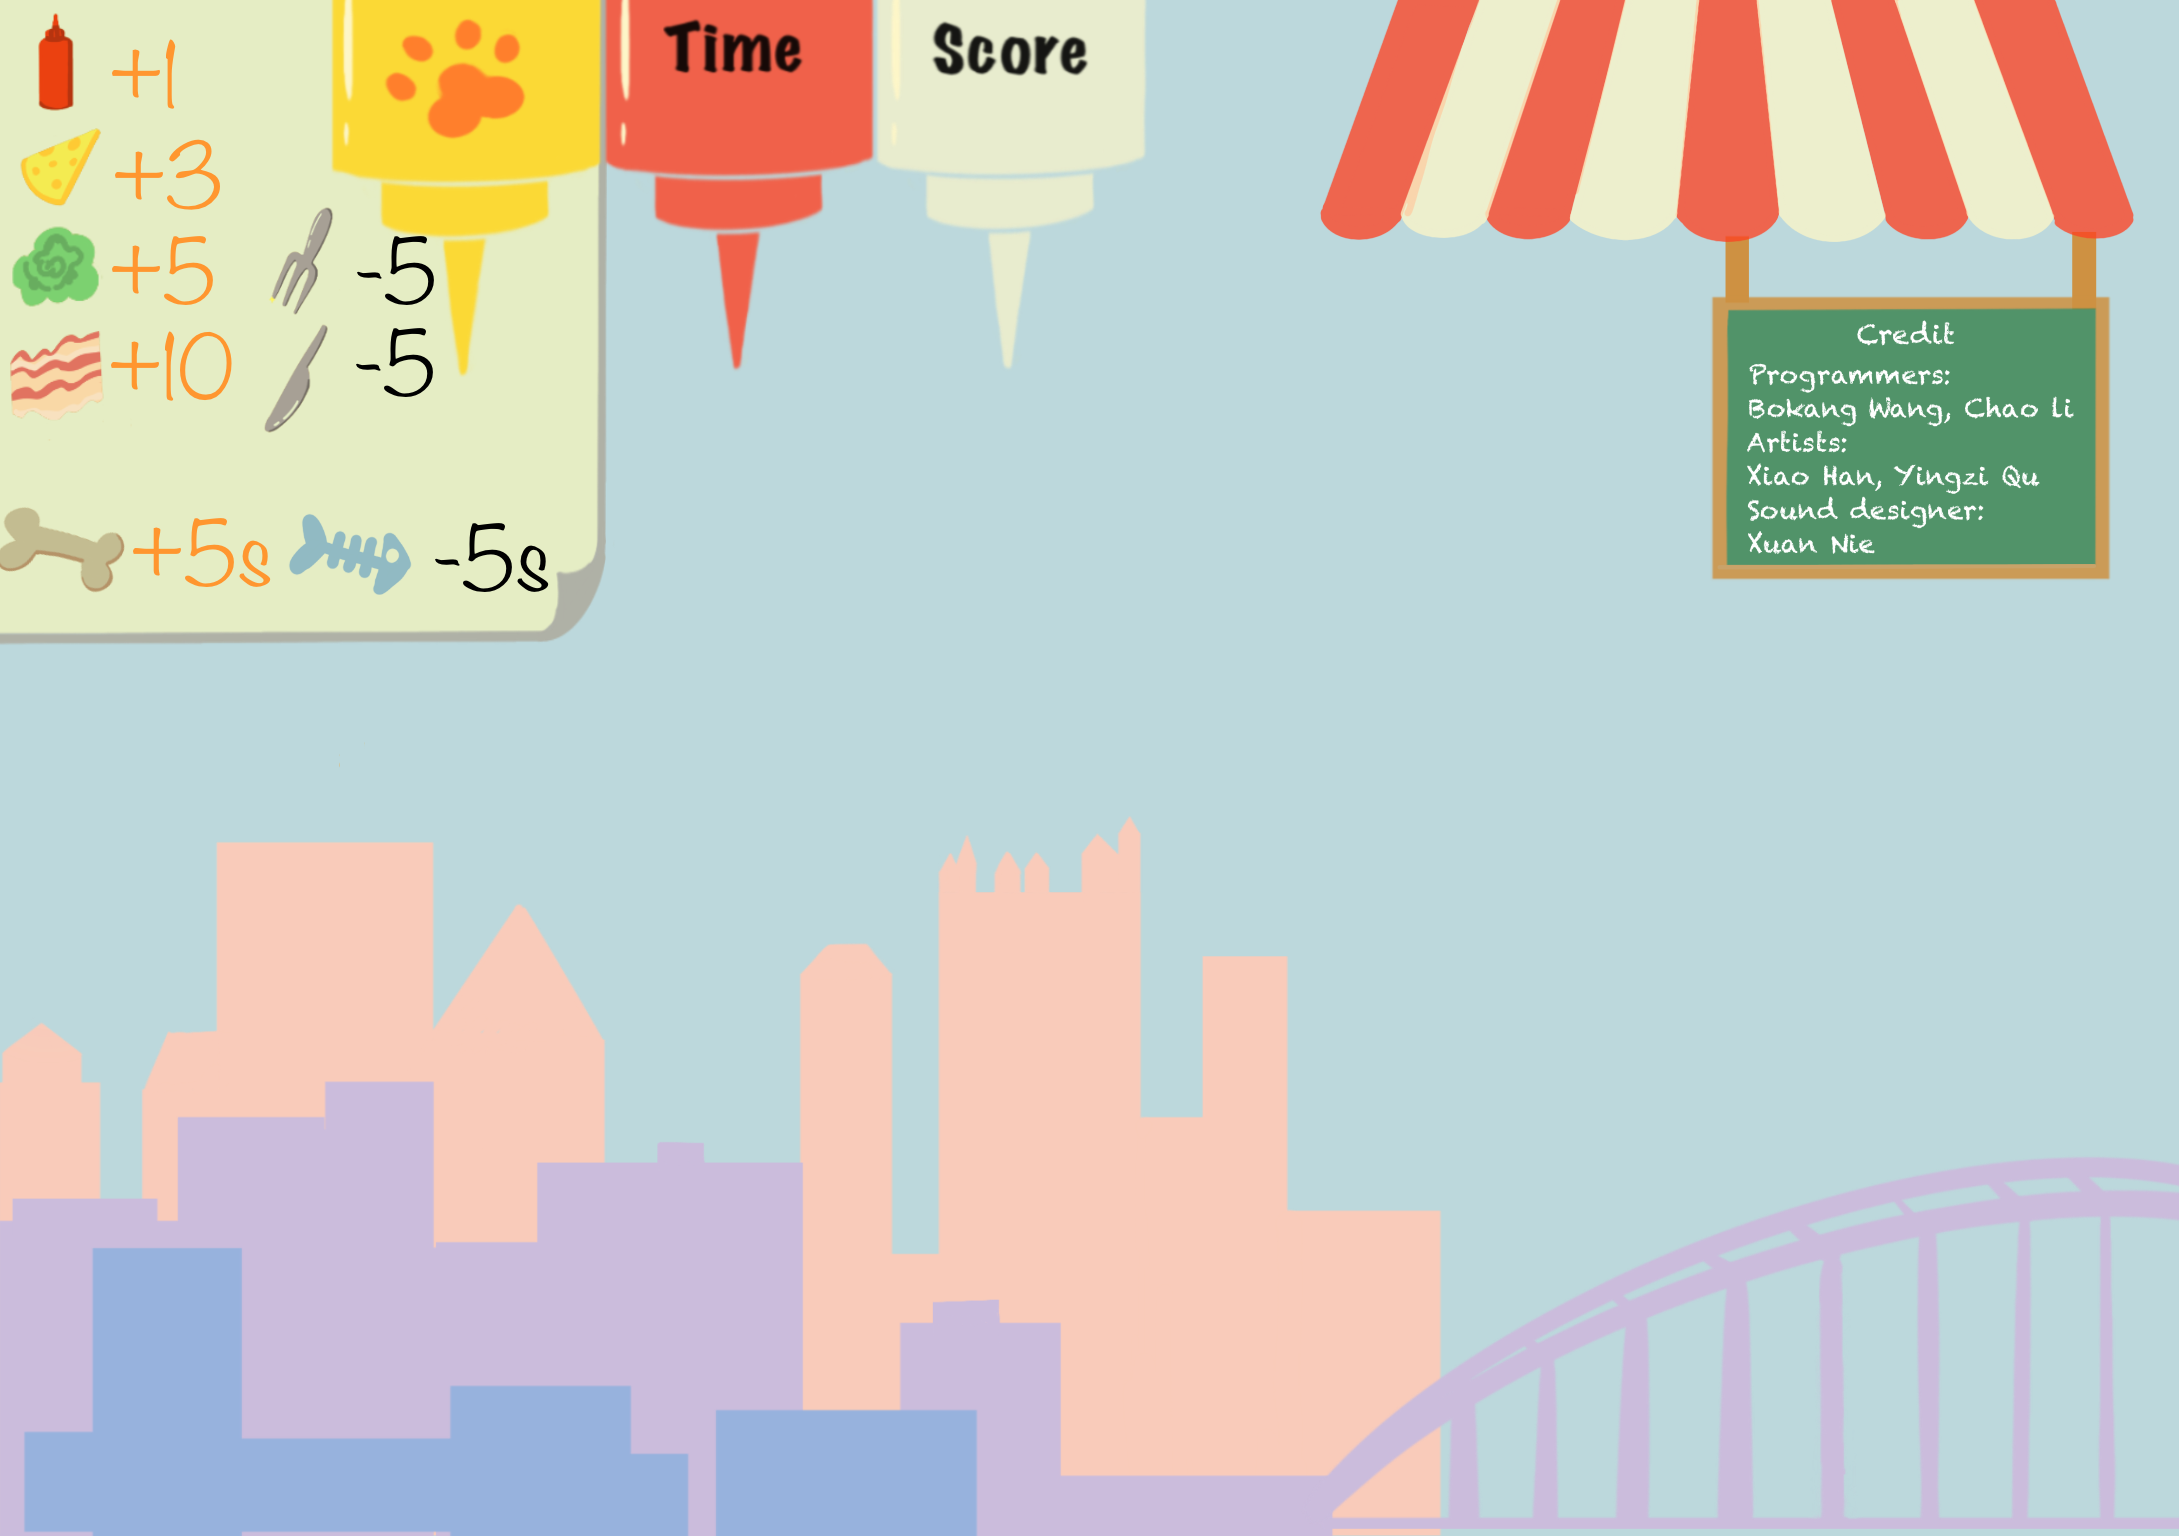 +1
+3
+5
-5
+10
-5
+5s
-5s
Time
Score
Credit
Programmers:
Bokang Wang, Chao li
Artists:
Xiao Han, Yingzi Qu
Sound designer:
Xuan Nie